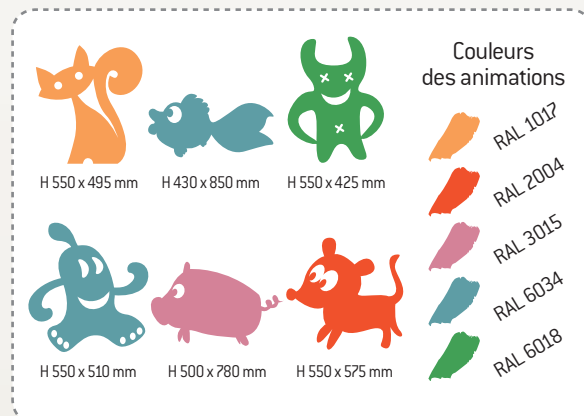 Couleurs
des animations
RAL 1017
RAL 2004
RAL 3015
RAL 6034
RAL 6018
H 550 x 495 mm
H 430 x 850 mm
H 550 x 425 mm
H 550 x 510 mm
H 500 x 780 mm
H 550 x 575 mm